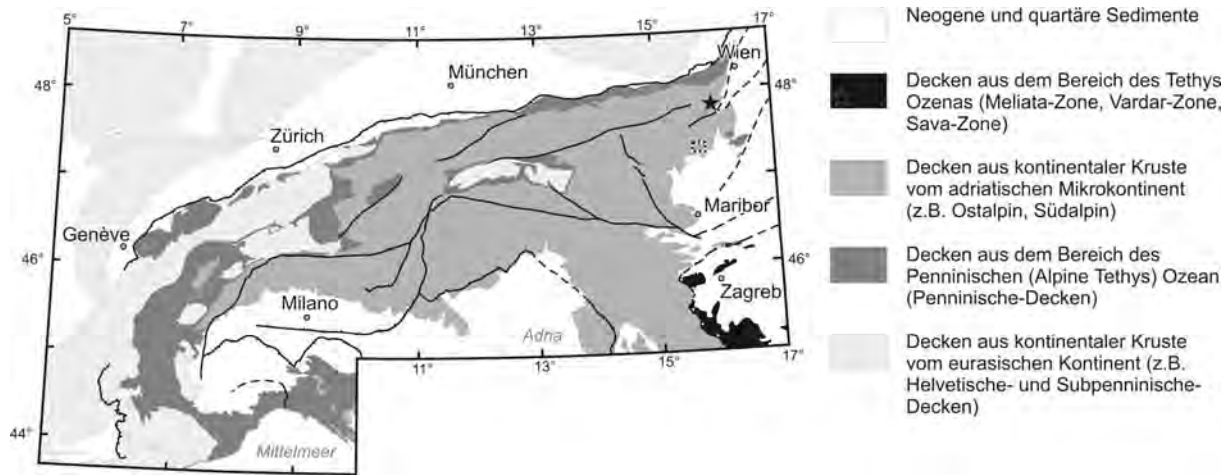 5°
7°
9°
11°
13°
15°
17°
Wien
48°
München
48°
Zürich
Maribor
Genève
46°
46°
Milano
Zagreb
Adria
11°
13°
15°
17°
44°
Mittelmeer
7°
9°
Neogene und quartäre Sedimente
Decken aus dem Bereich des Tethys
Ozenas (Meliata-Zone, Vardar-Zone,
Sava-Zone)
Decken aus kontinentaler Kruste
vom adriatischen Mikrokontinent
(z.B. Ostalpin, Südalpin)
Decken aus dem Bereich des
Penninischen (Alpine Tethys) Ozean
(Penninische-Decken)
Decken aus kontinentaler Kruste
vom eurasischen Kontinent (z.B.
Helvetische- und Subpenninische-
Decken)